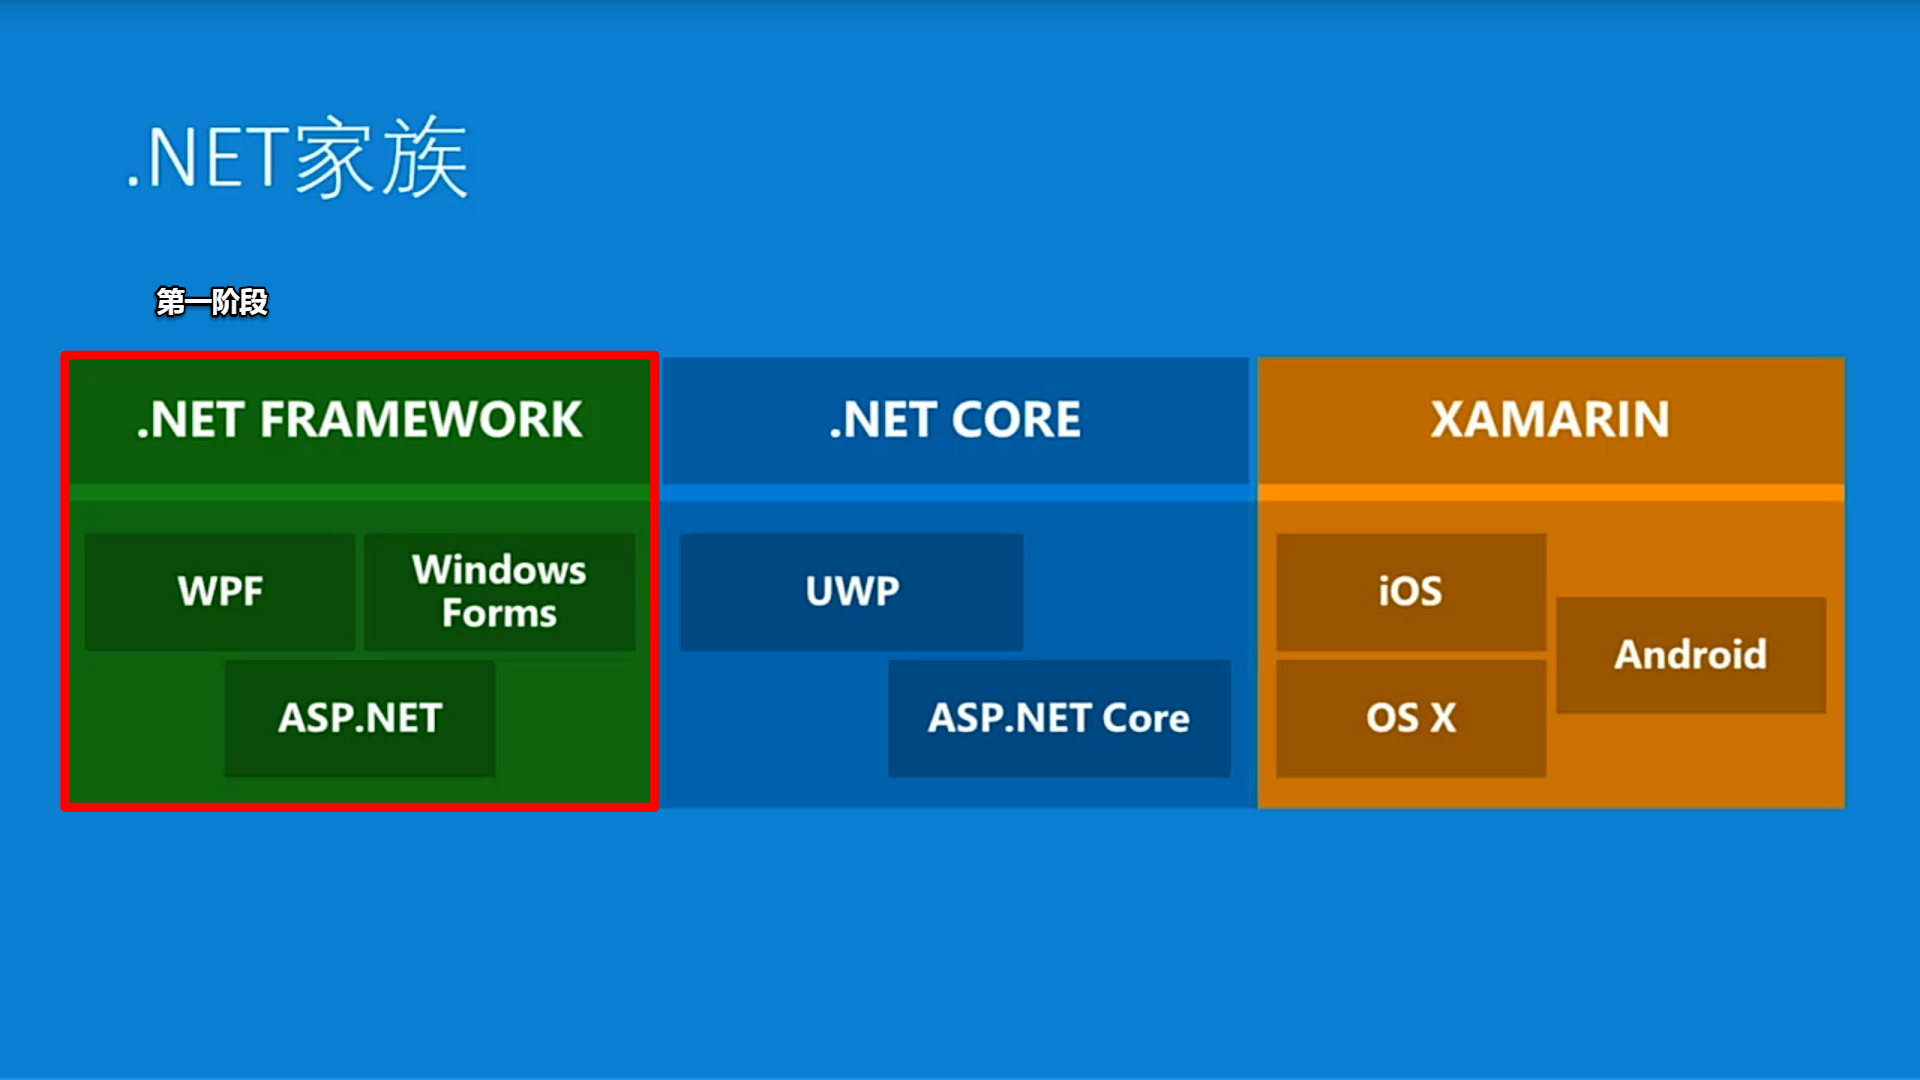 .NET家族
第一阶段
.NET FRAMEWORK
WPF
Windows
Forms
ASP.NET
.NET CORE
UWP
ASP.NET Core
XAMARIN
iOS
Android
OS X